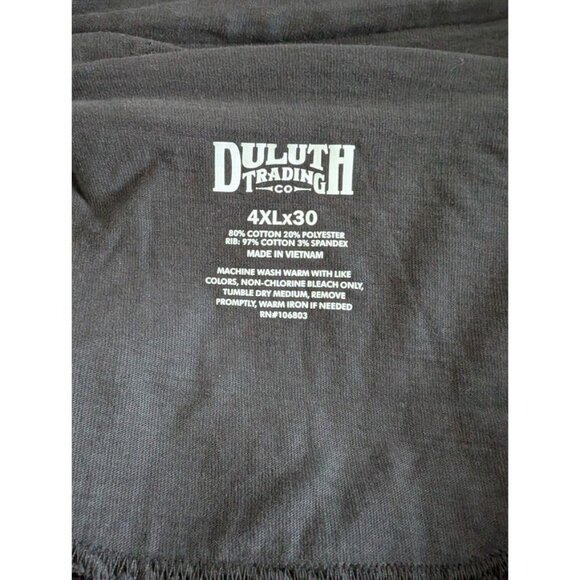 DULUTH
TRADING
CO
4XLx30
80% COTTON 20% POLYESTER
RIB: 97% COTTON 3% SPANDEX
MADE IN VIETNAM
MACHINE WASH WARM WITH LIKE
COLORS, NON-CHLORINE BLEACH ONLY,
TUMBLE DRY MEDIUM, REMOVE
PROMPTLY, WARM IRON IF NEEDED
RN#106803